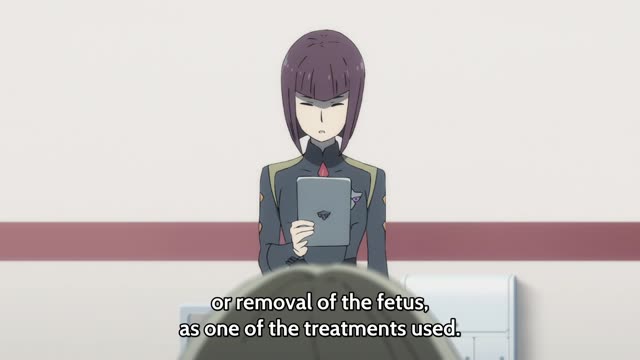 or removal of the fetus,
as one of the treatments used.